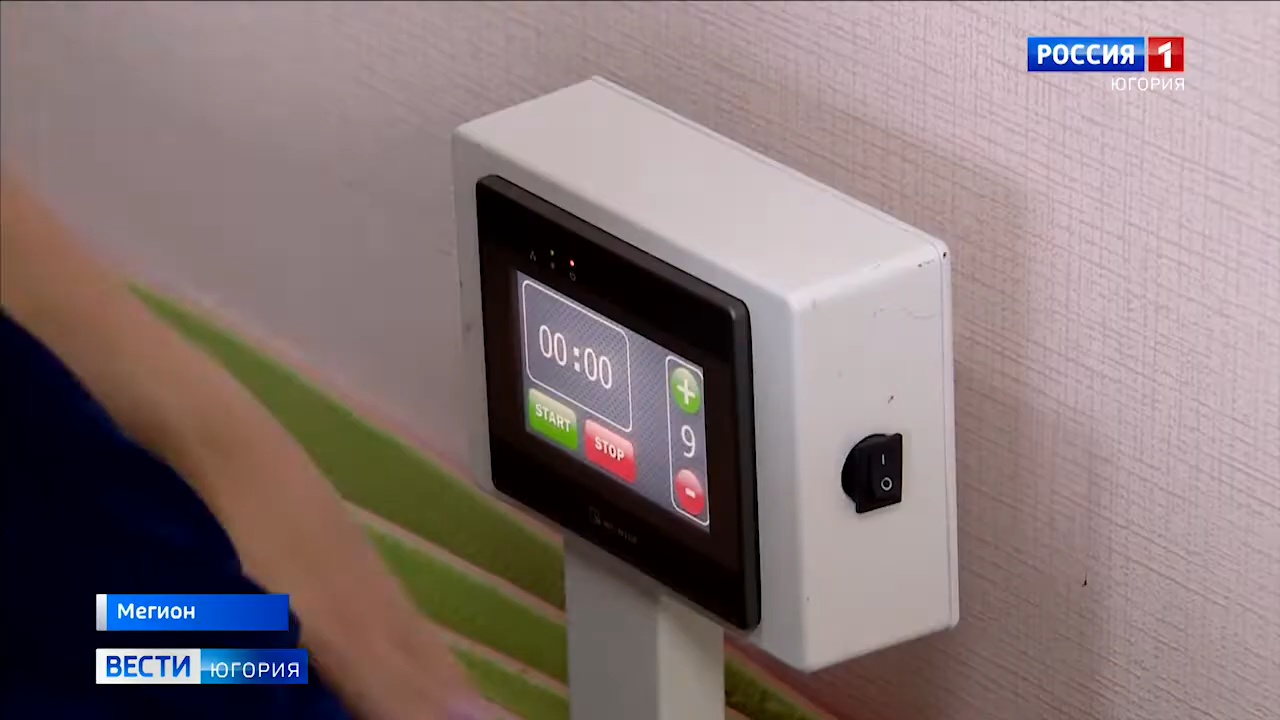 РОССИЯ 1
ЮГОРИЯ
00:00
START
STOP
+
9
-
Мегион
ВЕСТИ ЮГОРИЯ